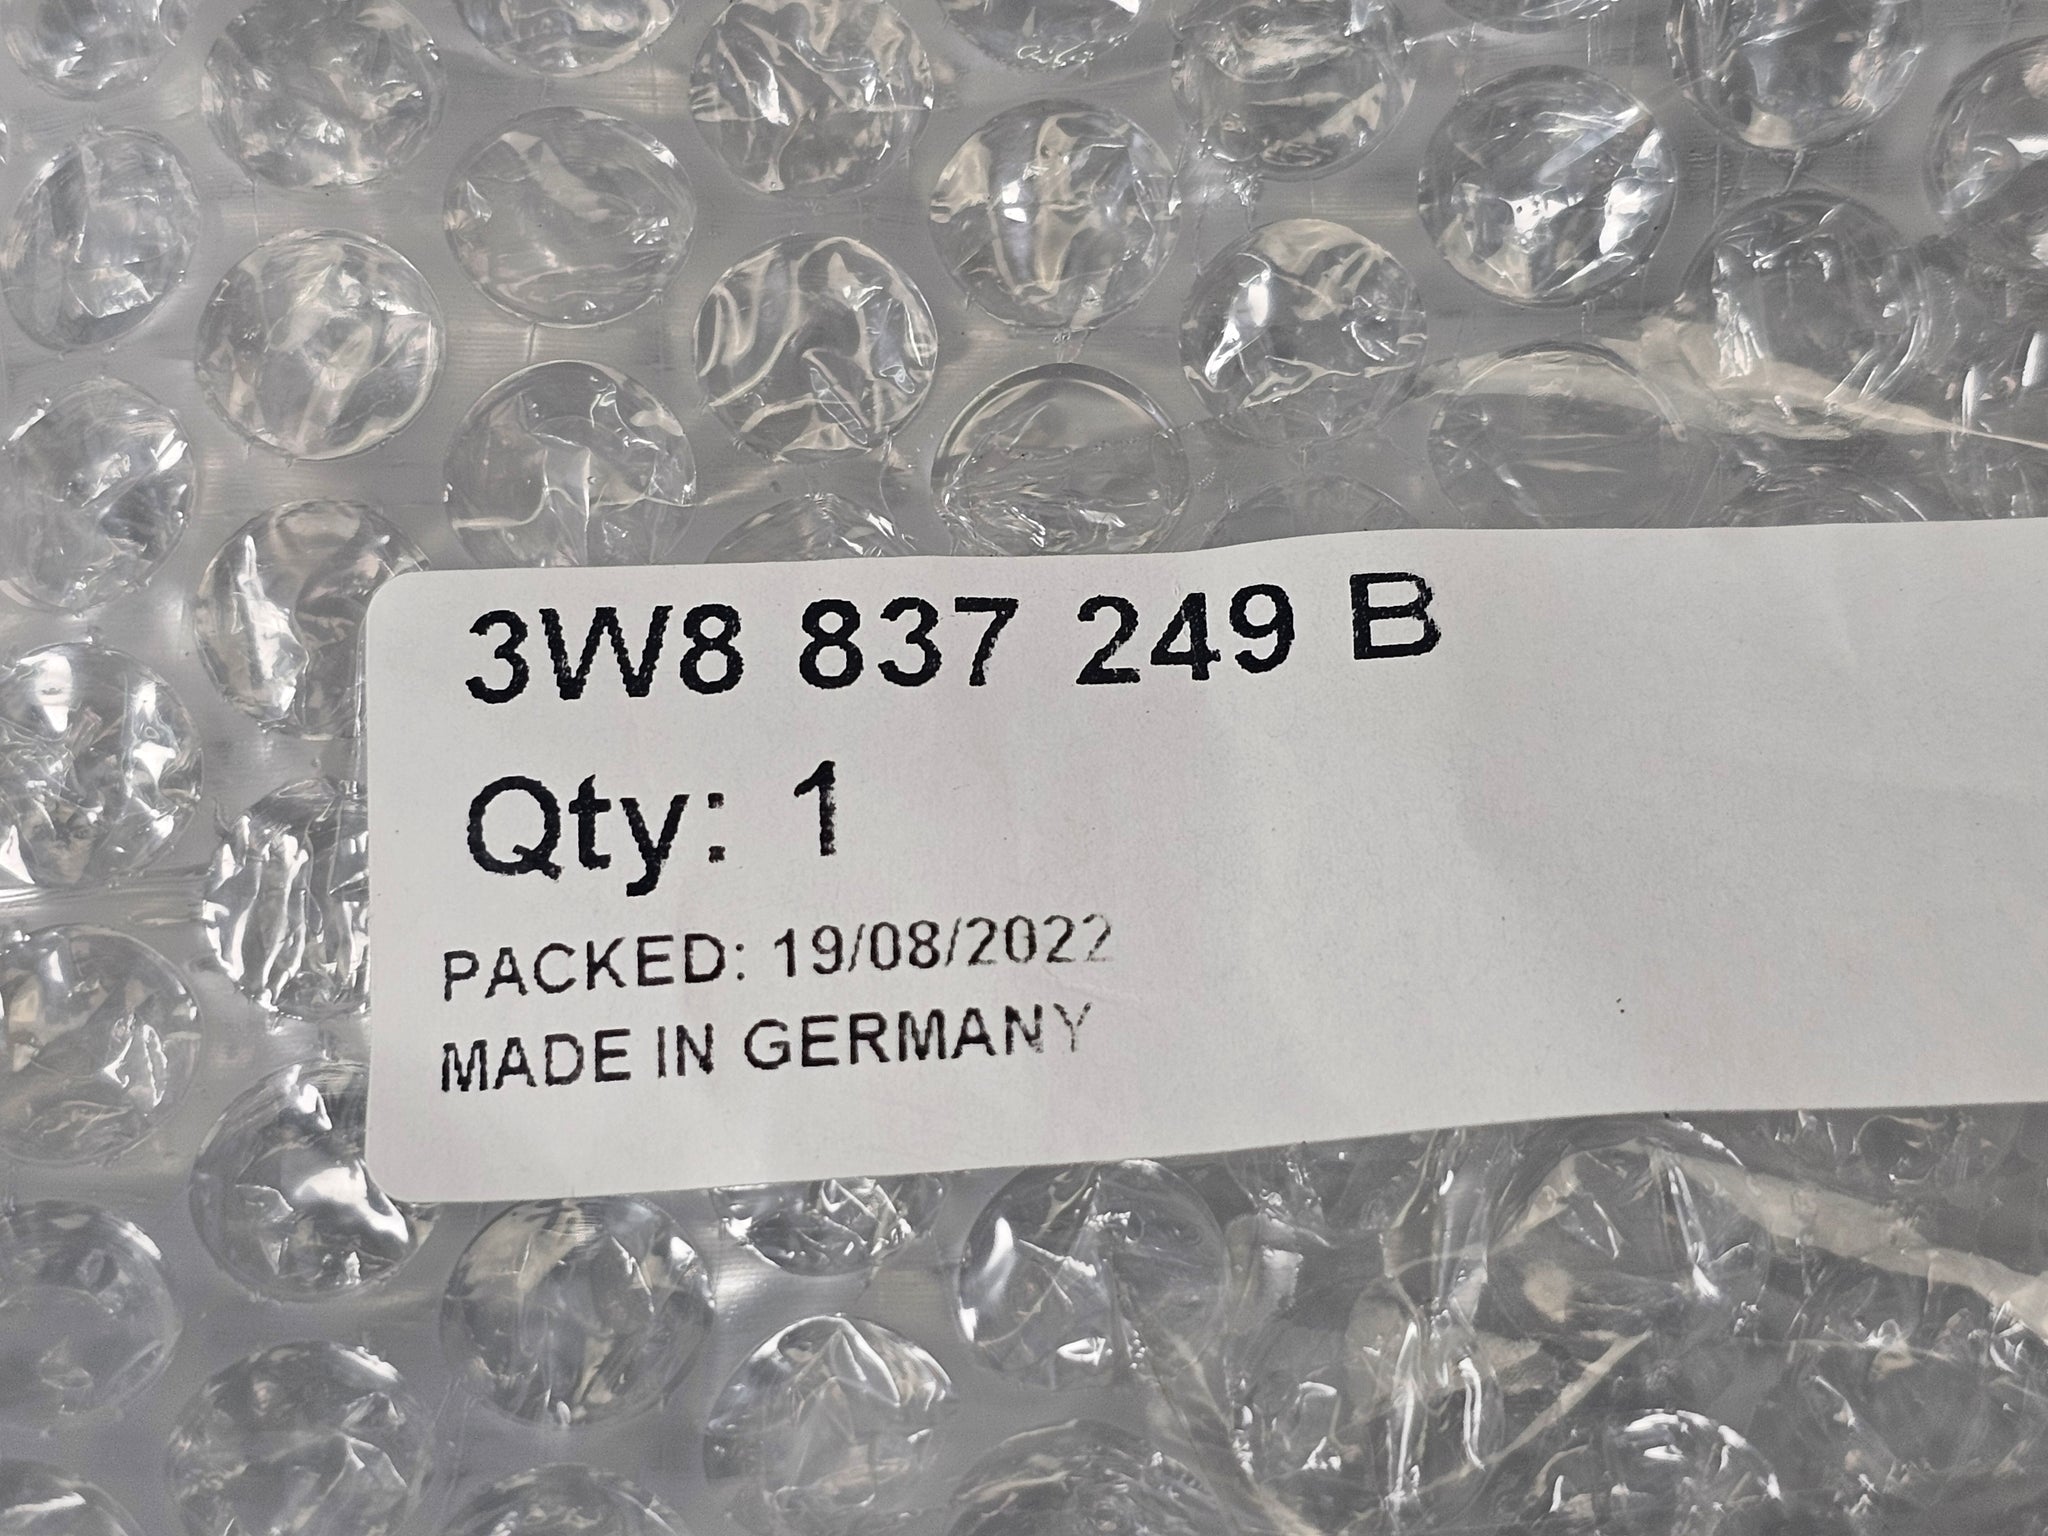 3W8 837 249 B
Qty: 1
PACKED: 19/08/2022
MADE IN GERMANY